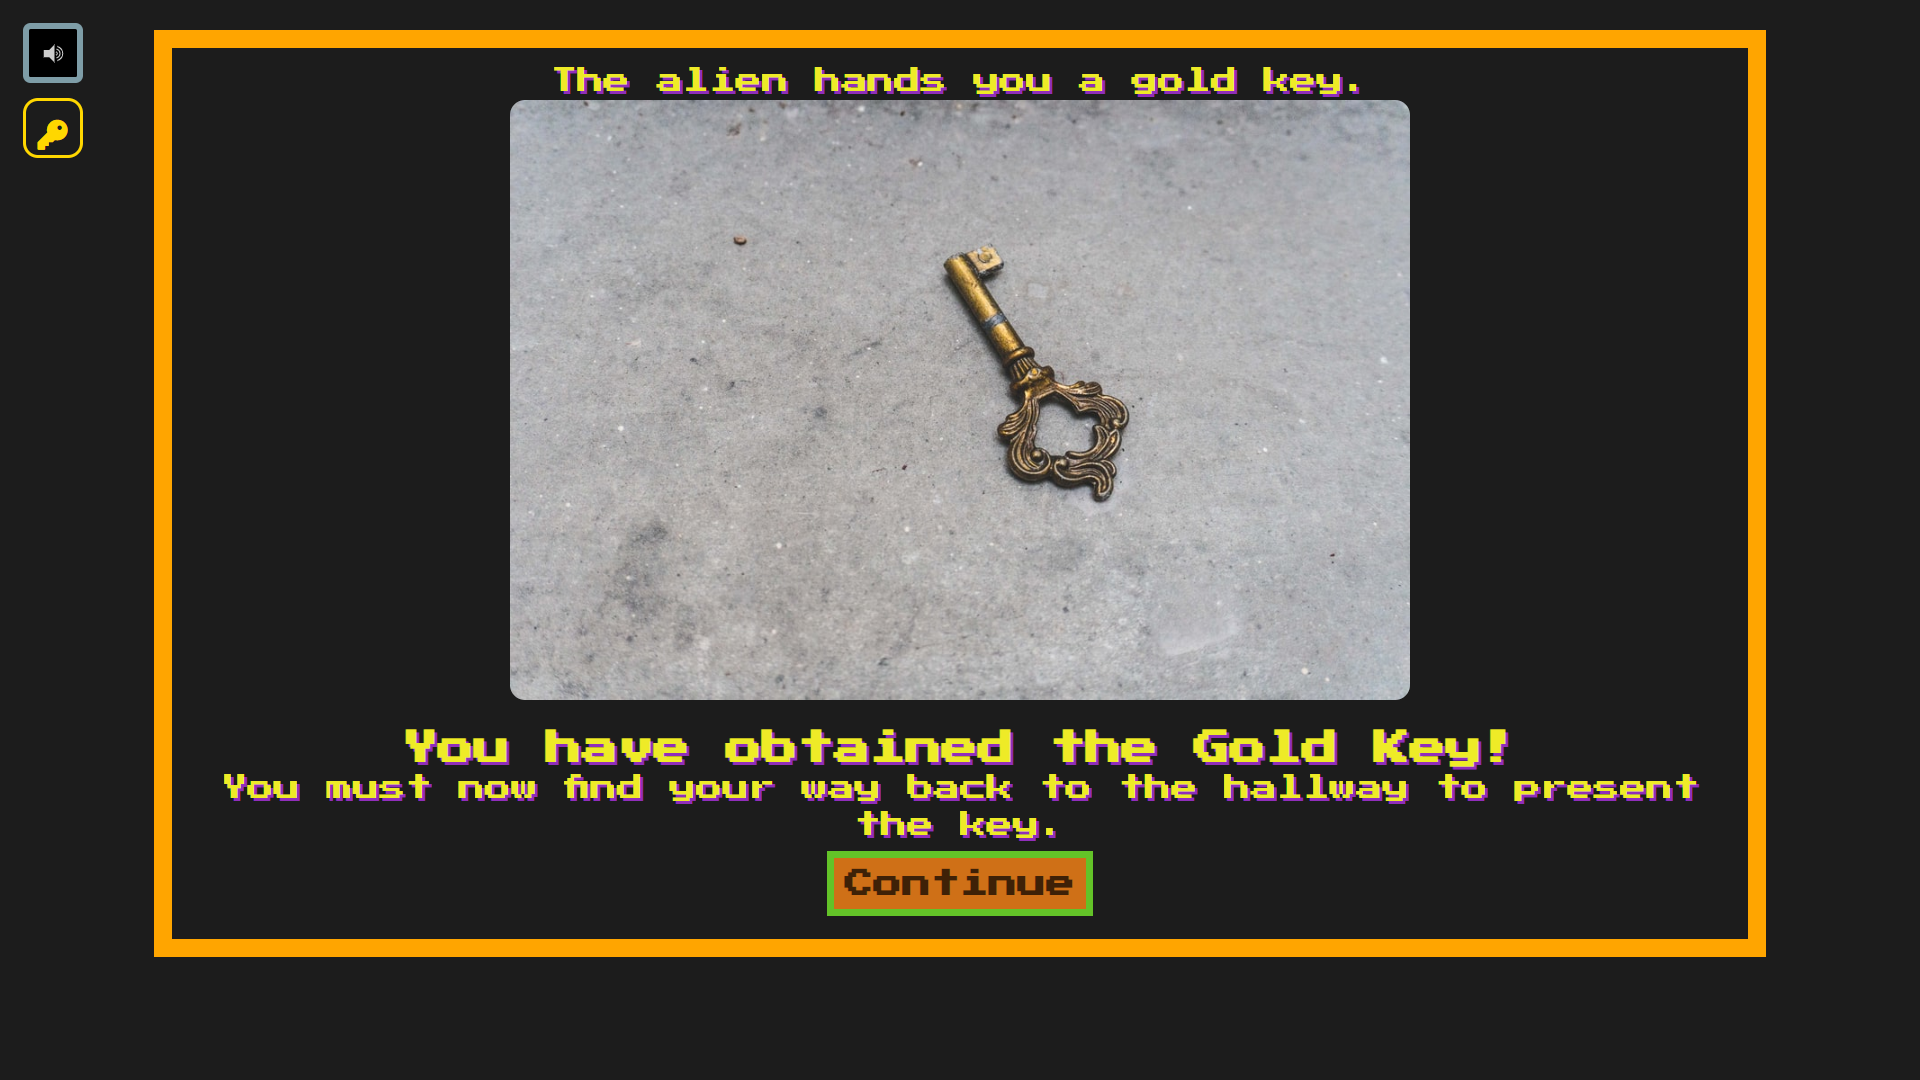 The alien hands you a gold key.
You have obtained the Gold Key!
You must now find your way back to the hallway to present
the key.
Continue